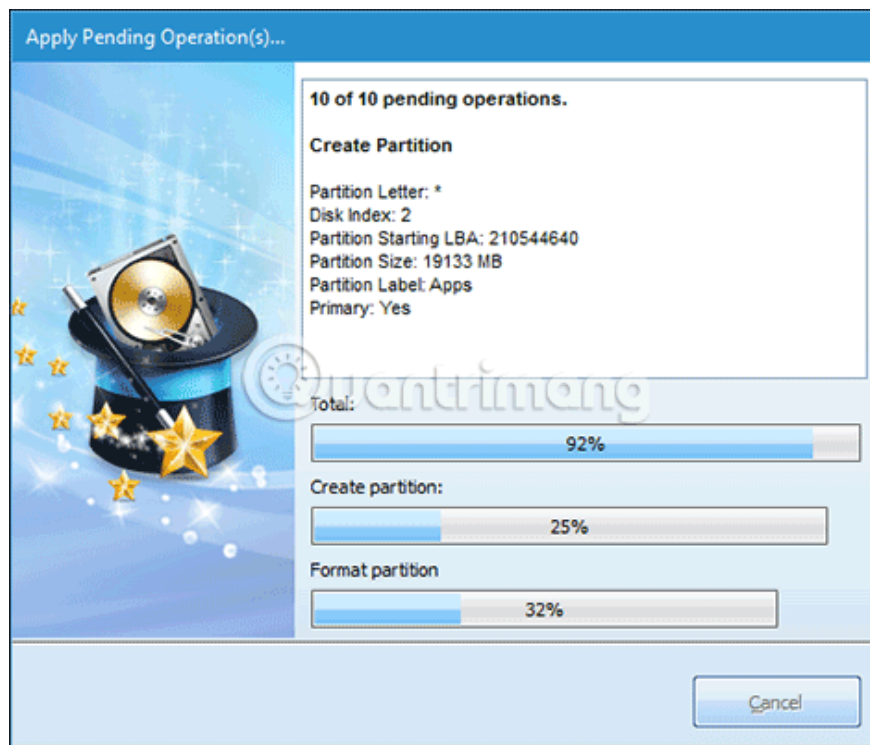 Apply Pending Operation(s)...
10 of 10 pending operations.
Create Partition
Partition Letter: *
Disk Index: 2
Partition Starting LBA: 210544640
Partition Size: 19133 MB
Partition Label: Apps
Primary: Yes
Quantrimang
Total:
92%
Create partition:
25%
Format partition
32%
Cancel